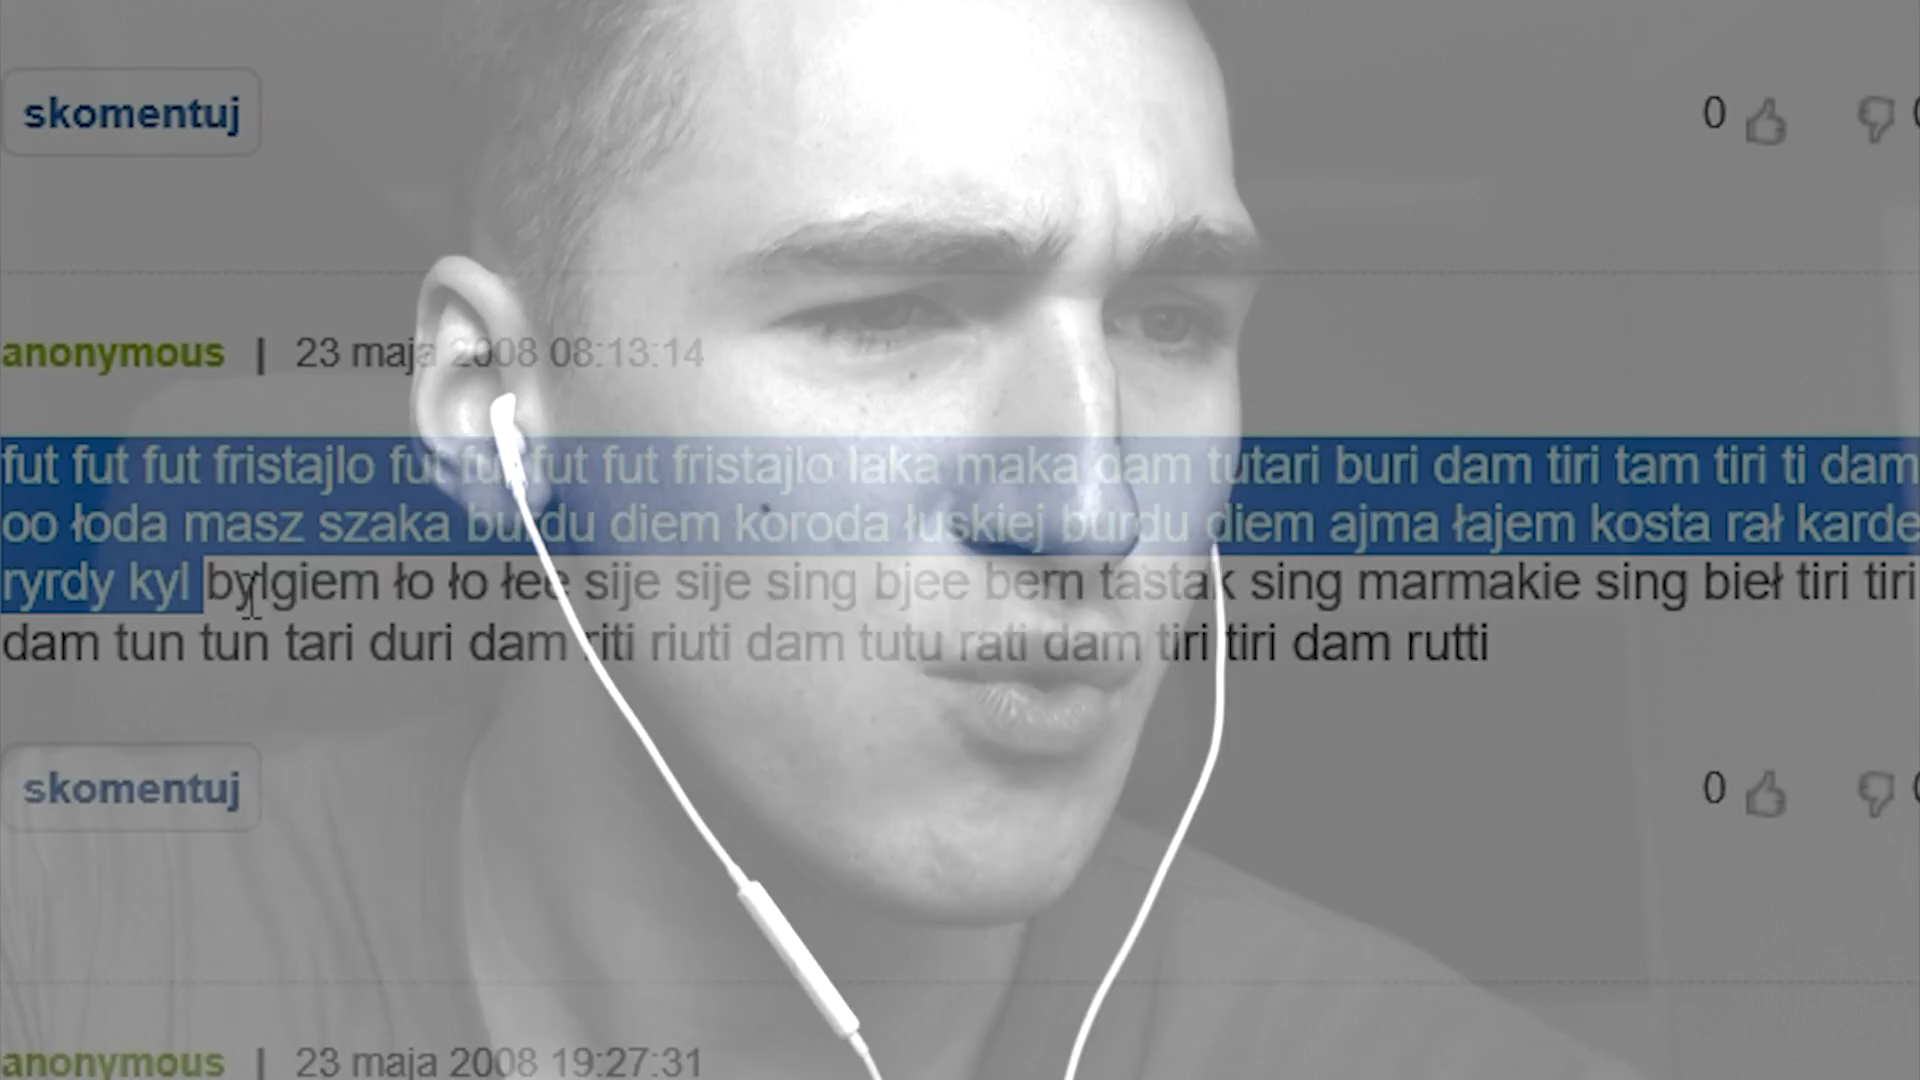 skomentuj
0 0
anonymous | 23 maja 2008 08:13:14
fut fut fut fristajlo fut fut fut fut fristajlo laka maka dam tutari buri dam tiri tam tiri ti dam
oo łoda masz szaka burdu diem koroda łuskiej burdu diem ajma łajem kosta rał karde
ryrdy kyl bylgiem ło ło łee sije sije sing bjee bem tastak sing marmakie sing bieł tiri tiri
dam tun tun tari duri dam riti riuti dam tutu rati dam tiri tiri dam rutti
skomentuj
0 0
anonymous | 23 maja 2008 19:27:31